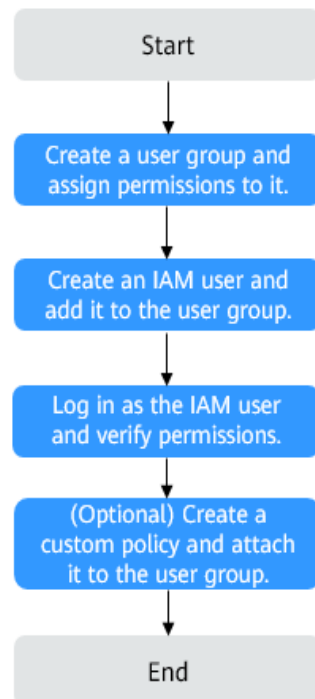 Start
Create a user group and
assign permissions to it.
Create an IAM user and
add it to the user group.
Log in as the IAM user
and verify permissions.
(Optional) Create a
custom policy and attach
it to the user group.
End